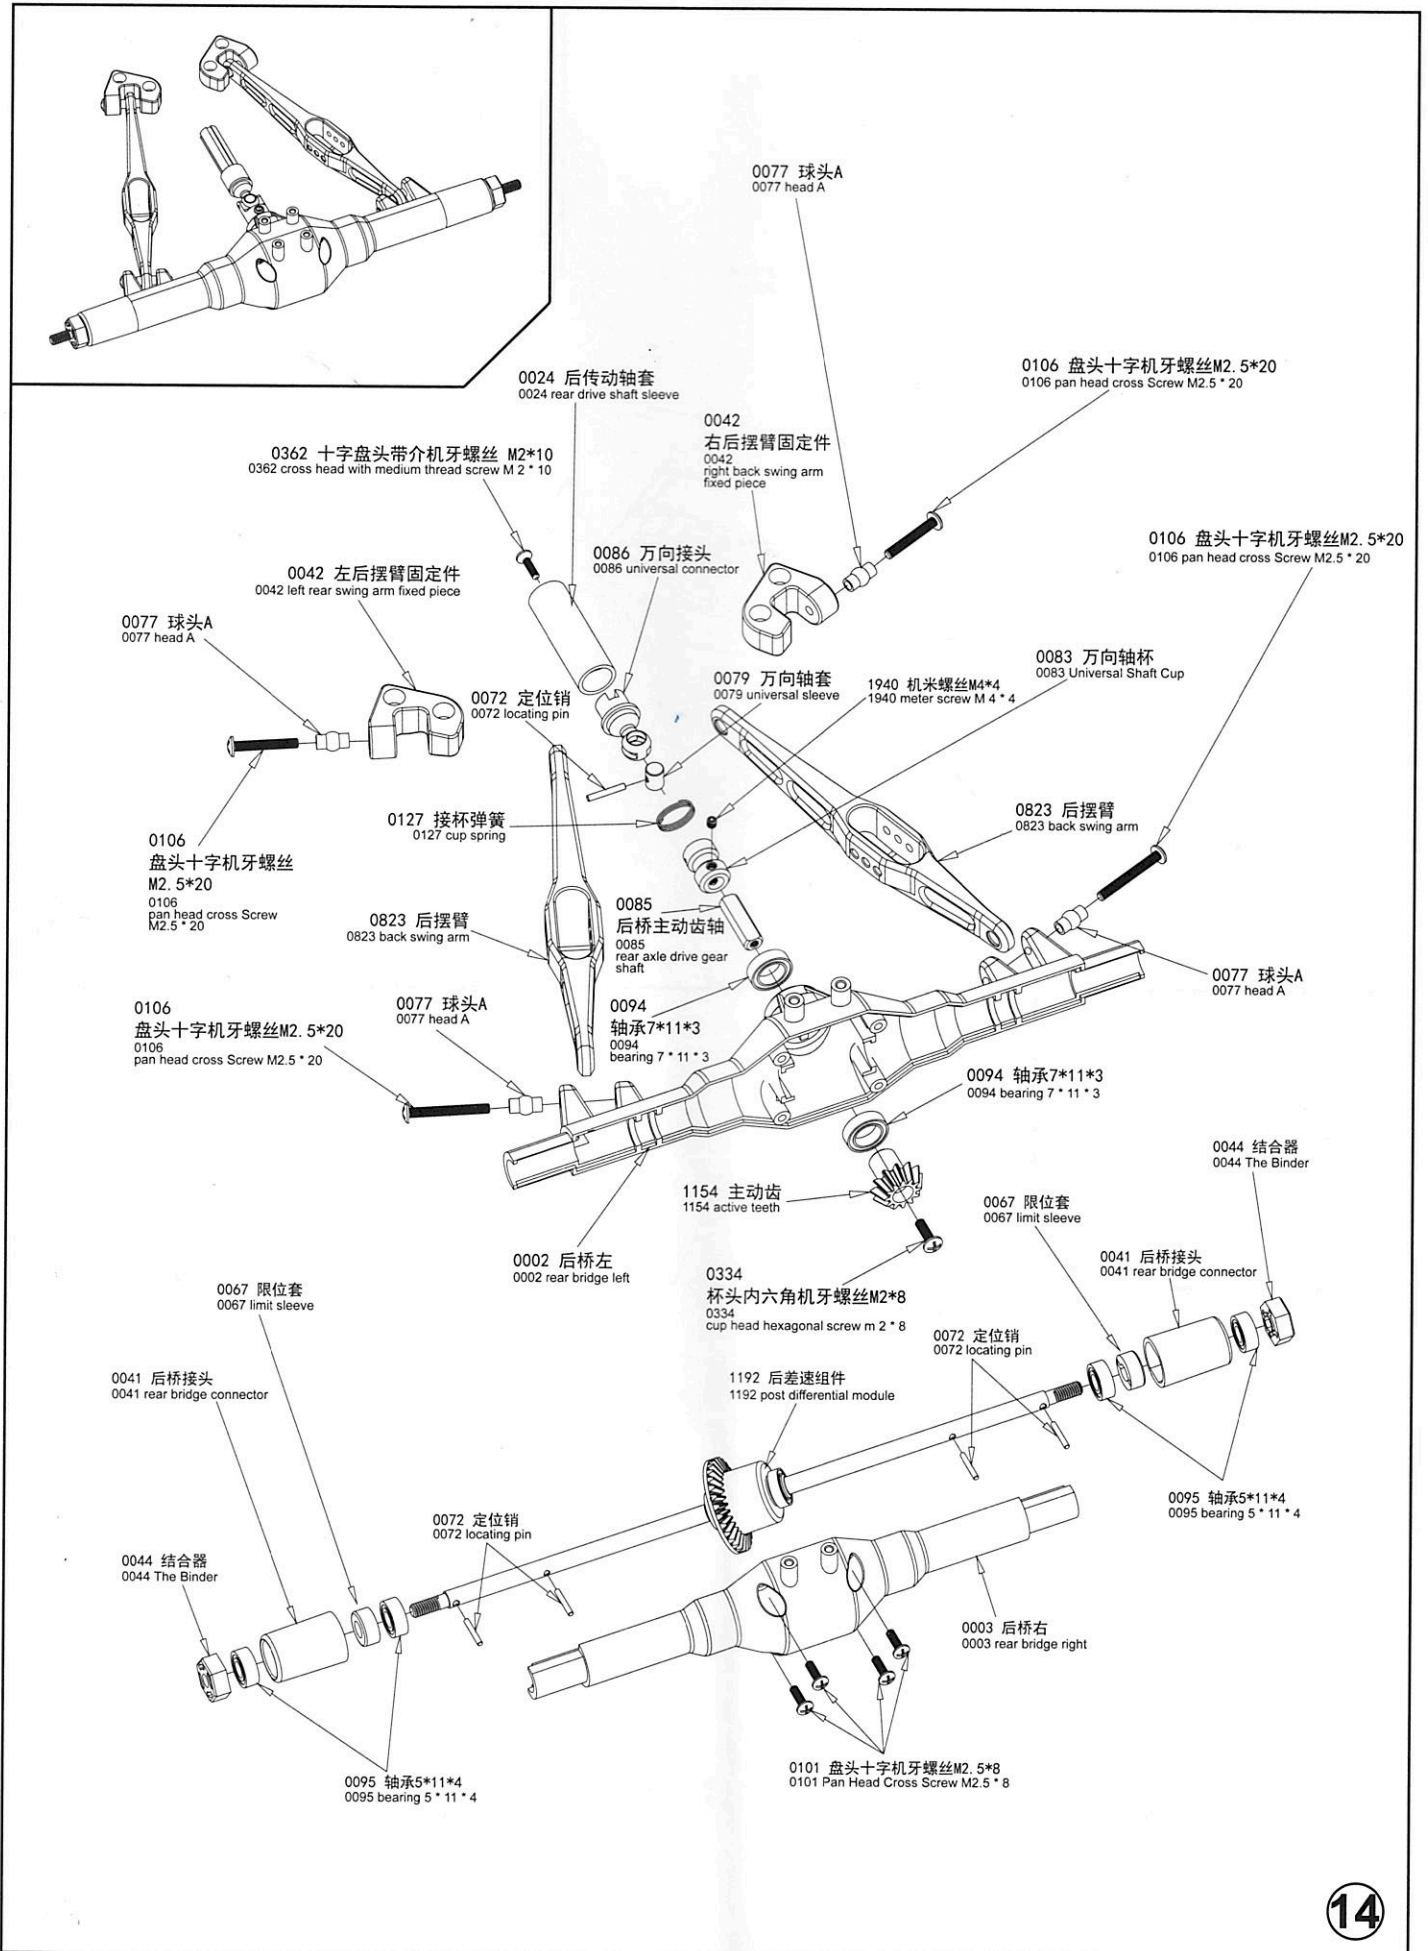 0077 球头A
0077 head A
0106 盘头十字机牙螺丝M2.5*20
0106 pan head cross Screw M2.5 * 20
0024 后传动轴套
0024 rear drive shaft sleeve
0042
右后摆臂固定件
0042
right back swing arm
fixed piece
0362 十字盘头带介机牙螺丝 M2*10
0362 cross head with medium thread screw M 2 * 10
0106 盘头十字机牙螺丝M2.5*20
0106 pan head cross Screw M2.5 * 20
0086 万向接头
0086 universal connector
0042 左后摆臂固定件
0042 left rear swing arm fixed piece
0077 球头A
0077 head A
0083 万向轴杯
0083 Universal Shaft Cup
0079 万向轴套
0079 universal sleeve
1940 机米螺丝M4*4
1940 meter screw M 4 * 4
0072 定位销
0072 locating pin
0127 接杯弹簧
0127 cup spring
0823 后摆臂
0823 back swing arm
0106
盘头十字机牙螺丝
M2.5*20
0106
pan head cross Screw
M2.5 * 20
0085
后桥主动齿轴
0085
rear axle drive gear
shaft
0823 后摆臂
0823 back swing arm
0077 球头A
0077 head A
0106
盘头十字机牙螺丝M2.5*20
0106
pan head cross Screw M2.5 * 20
0077 球头A
0077 head A
0094
轴承7*11*3
0094
bearing 7 * 11 * 3
0094 轴承7*11*3
0094 bearing 7 * 11 * 3
0044 结合器
0044 The Binder
1154 主动齿
1154 active teeth
0067 限位套
0067 limit sleeve
0002 后桥左
0002 rear bridge left
0041 后桥接头
0041 rear bridge connector
0334
杯头内六角机牙螺丝M2*8
0334
cup head hexagonal screw m 2 * 8
0067 限位套
0067 limit sleeve
0072 定位销
0072 locating pin
0041 后桥接头
0041 rear bridge connector
1192 后差速组件
1192 post differential module
0095 轴承5*11*4
0095 bearing 5 * 11 * 4
0072 定位销
0072 locating pin
0044 结合器
0044 The Binder
0003 后桥右
0003 rear bridge right
0095 轴承5*11*4
0095 bearing 5 * 11 * 4
0101 盘头十字机牙螺丝M2.5*8
0101 Pan Head Cross Screw M2.5 * 8
14